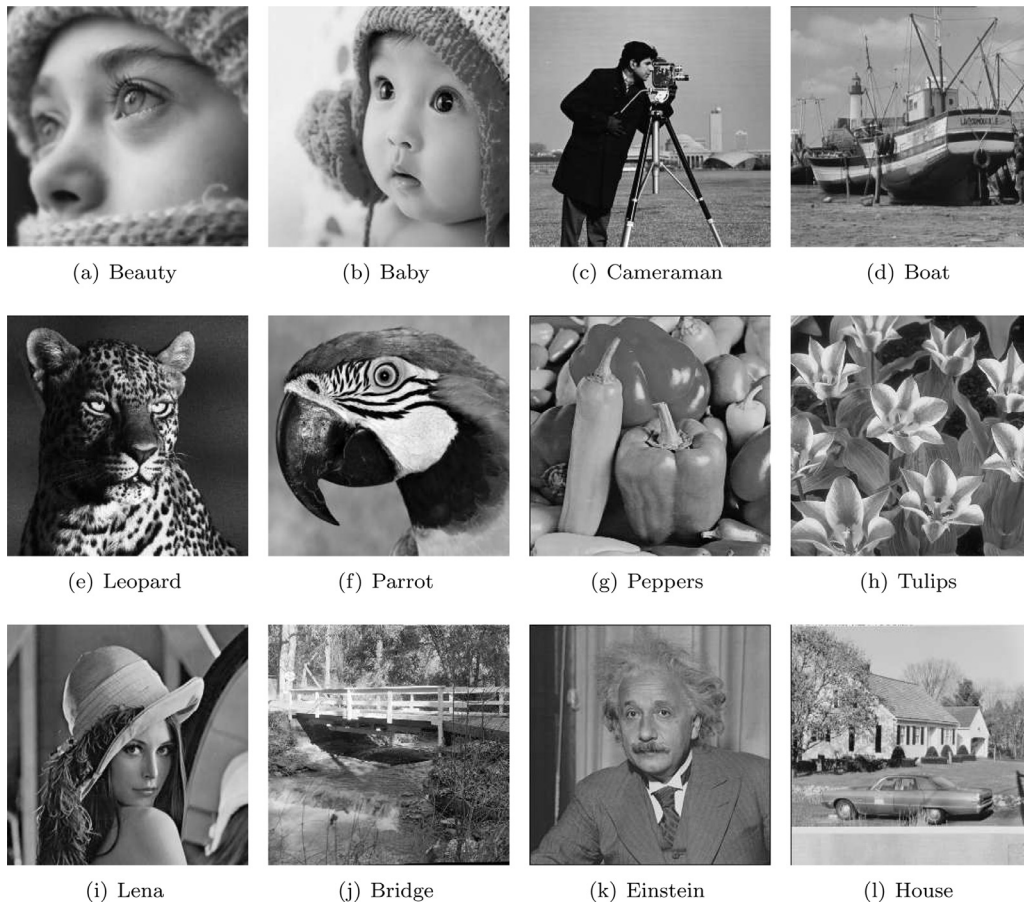 (a) Beauty
(b) Baby
(c) Cameraman
(d) Boat
(e) Leopard
(f) Parrot
(g) Peppers
(h) Tulips
(i) Lena
(j) Bridge
(k) Einstein
(l) House